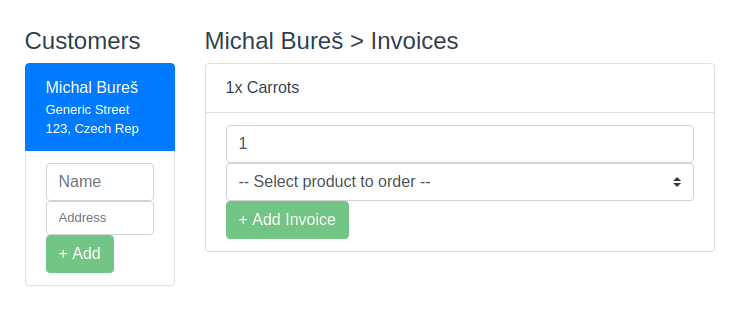 Customers
Michal Bureš
Generic Street
123, Czech Rep
Name
Address
+ Add
Michal Bureš > Invoices
1x Carrots
1
-- Select product to order --
+ Add Invoice